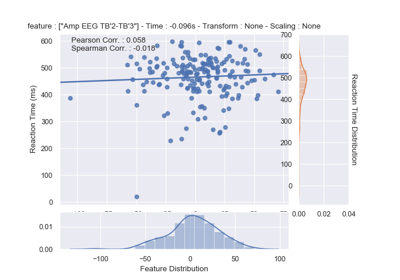 feature : ["Amp EEG TB'2-TB'3"] - Time : -0.096s - Transform : None - Scaling : None
Pearson Corr. : 0.058
Spearman Corr. : -0.018
Reaction Time (ms)
600
500
400
300
200
100
0
700
600
500
400
300
200
100
0
Reaction Time Distribution
0.00 0.02 0.04
0.01
0.00
−100 −50 0 50 100
Feature Distribution